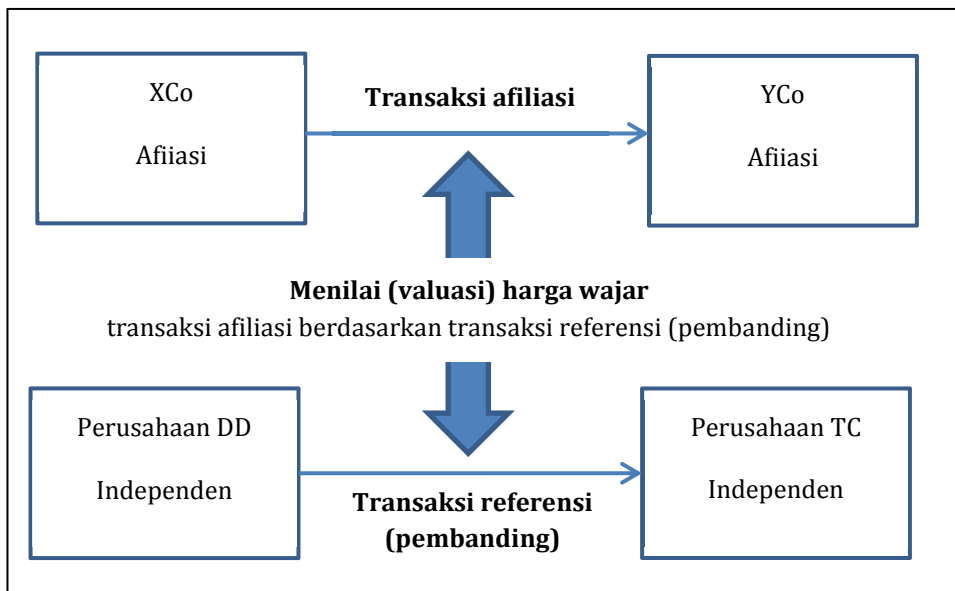 XCo
Afiiasi
Transaksi afiliasi
YCo
Afiiasi
Menilai (valuasi) harga wajar
transaksi afiliasi berdasarkan transaksi referensi (pembanding)
Perusahaan DD
Independen
Transaksi referensi
(pembanding)
Perusahaan TC
Independen